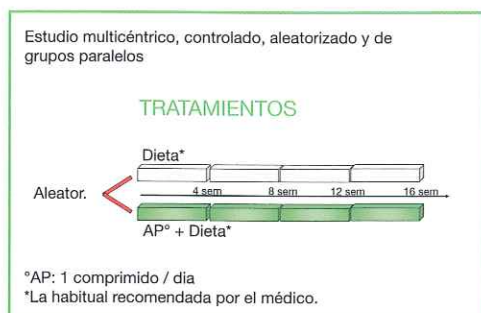 Estudio multicéntrico, controlado, aleatorizado y de
grupos paralelos
TRATAMIENTOS
Dieta*
Aleator.
4 sem 8 sem 12 sem 16 sem
AP° + Dieta*
°AP: 1 comprimido / dia
*La habitual recomendada por el médico.